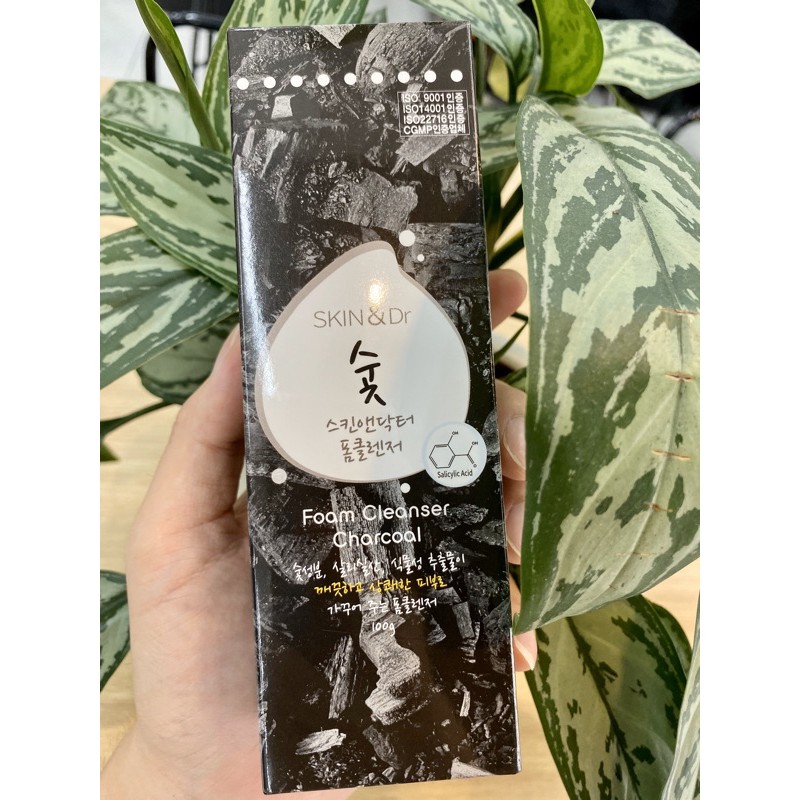 ISO 9001인증
ISO14001인증
ISO22716인증
CGMP인증업체
SKIN&Dr
숯
스킨앤닥터
폼클렌저
OH
OH
O
Salicylic Acid
Foam Cleanser
Charcoal
숯성분, 살리실산, 식물성 추출물이
깨끗하고 상쾌한 피부로
가꾸어 주는 폼클렌저
100g